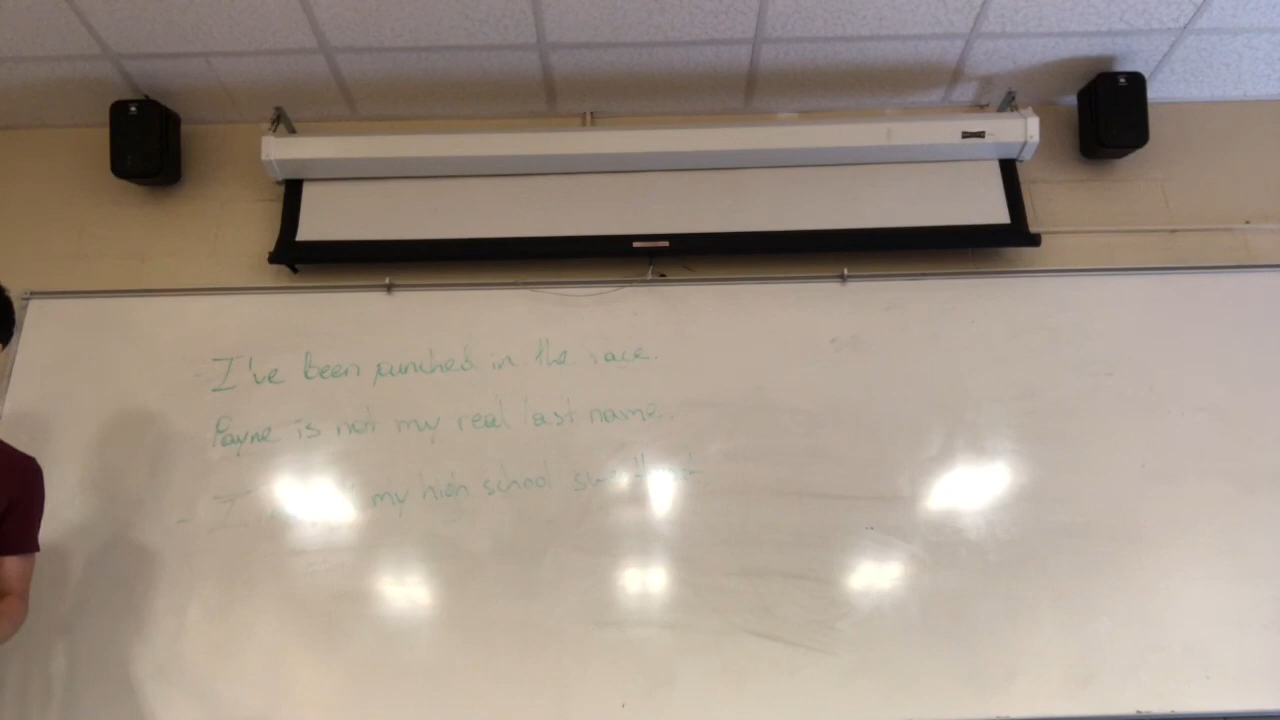 I've been punched in the face.
Payne is not my real last name.
- I my high school